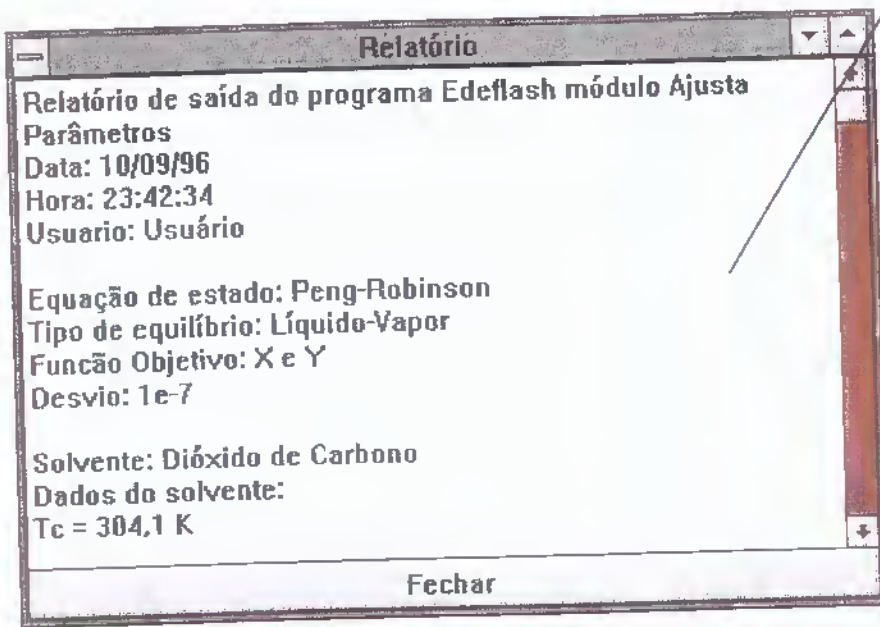 Relatório
Relatório de saída do programa Edeflash módulo Ajusta
Parâmetros
Data: 10/09/96
Hora: 23:42:34
Usuario: Usuário
Equação de estado: Peng-Robinson
Tipo de equilíbrio: Líquido-Vapor
Funcão Objetivo: X e Y
Desvio: 1e-7
Solvente: Dióxido de Carbono
Dados do solvente:
Tc = 304,1 K
Fechar